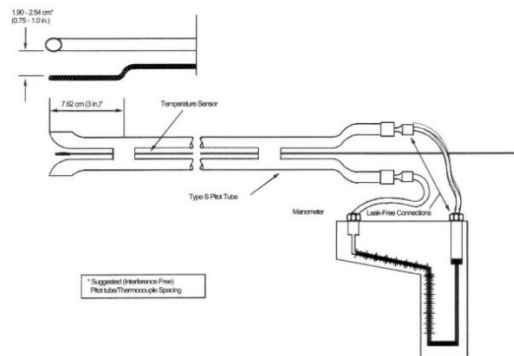 1.90 - 2.54 cm*
(0.75 - 1.0 in.)
7.62 cm (3 in.)*
Temperature Sensor
Type S Pitot Tube
Manometer
Leak-Free Connections
* Suggested (Interference Free)
Pitot tube/Thermocouple Spacing